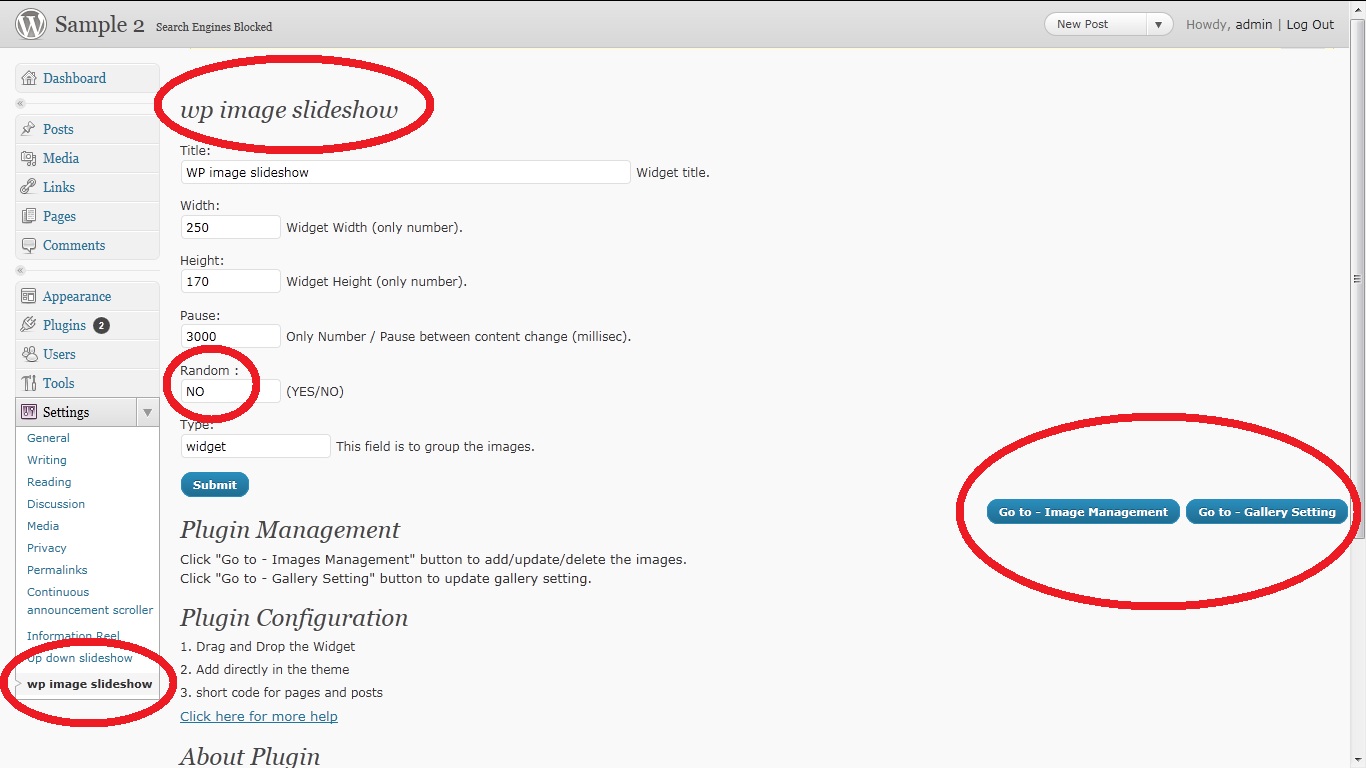 Sample 2 Search Engines Blocked
New Post
Howdy, admin | Log Out
Dashboard
Posts
Media
Links
Pages
Comments
Appearance
Plugins 2
Users
Tools
Settings
General
Writing
Reading
Discussion
Media
Privacy
Permalinks
Continuous
announcement scroller
Information Reel
Up down slideshow
wp image slideshow
wp image slideshow
Title:
WP image slideshow Widget title.
Width:
250 Widget Width (only number).
Height:
170 Widget Height (only number).
Pause:
3000 Only Number / Pause between content change (millisec).
Random :
NO (YES/NO)
Type:
widget This field is to group the images.
Submit
Go to - Image Management Go to - Gallery Setting
Plugin Management
Click "Go to - Images Management" button to add/update/delete the images.
Click "Go to - Gallery Setting" button to update gallery setting.
Plugin Configuration
1. Drag and Drop the Widget
2. Add directly in the theme
3. short code for pages and posts
Click here for more help
About Plugin